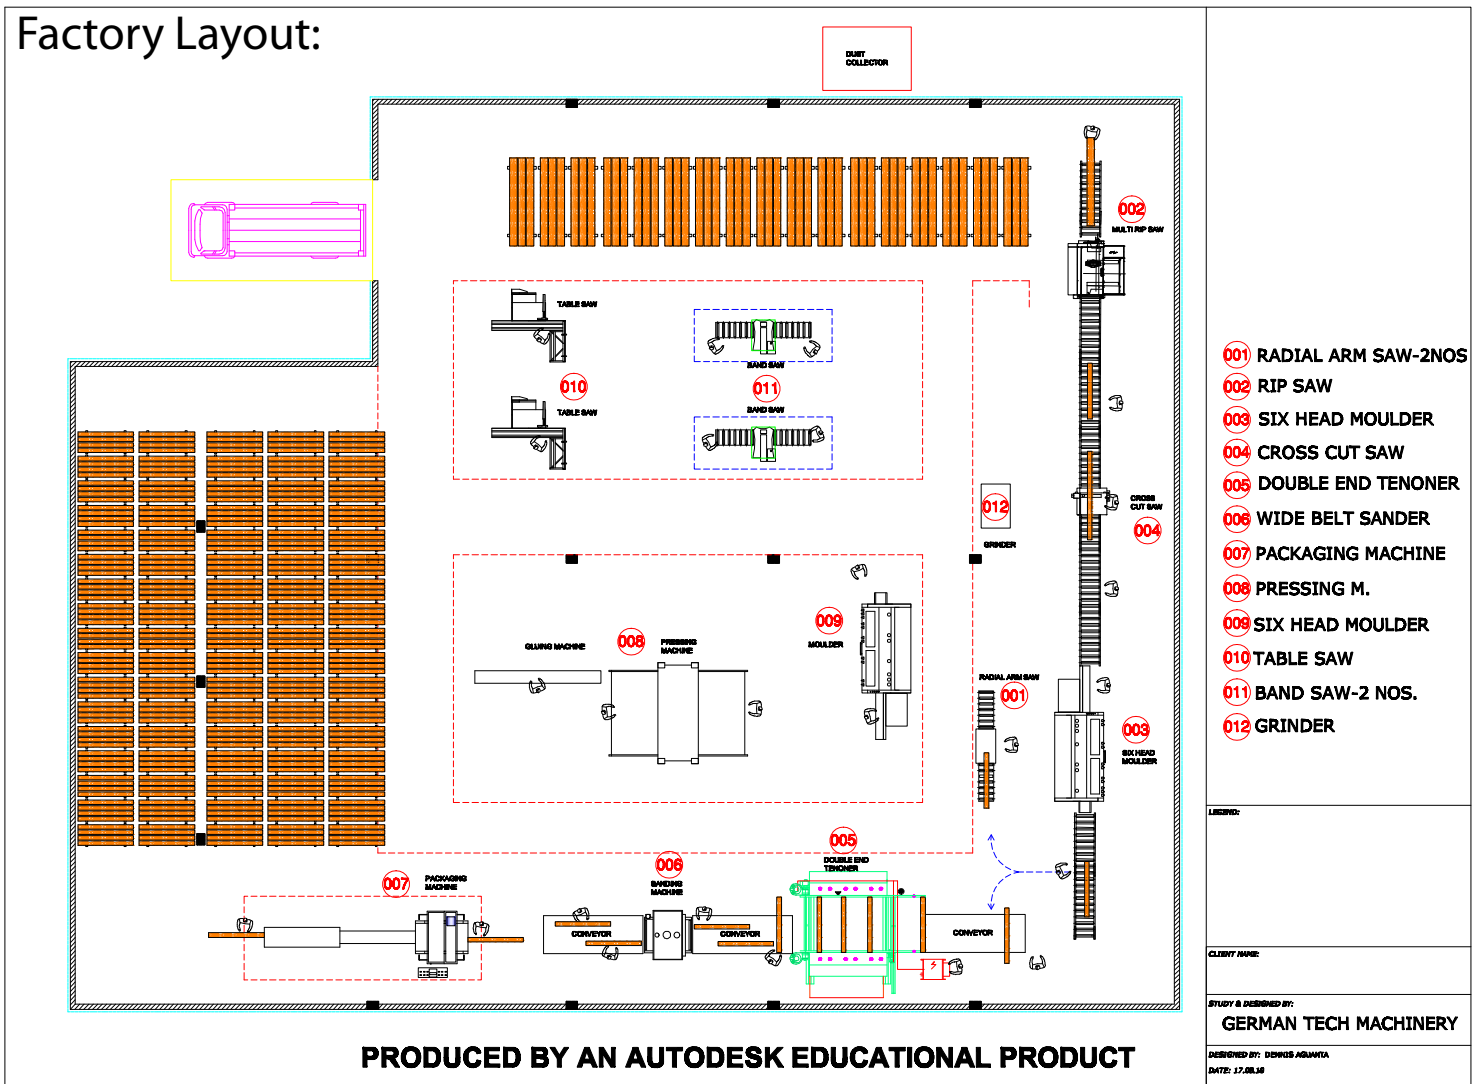 Factory Layout:
DUST
COLLECTOR
002
MULTI RIP SAW
TABLE SAW
BAND SAW
010
011
TABLE SAW
BAND SAW
012
GRINDER
CROSS
CUT SAW
004
009
MOULDER
008
PRESSING
MACHINE
GLUING MACHINE
RADIAL ARM SAW
001
003
SIX HEAD
MOULDER
005
DOUBLE END
TENONER
006
SANDING
MACHINE
007
PACKAGING
MACHINE
CONVEYOR
CONVEYOR
CONVEYOR
001 RADIAL ARM SAW-2NOS
002 RIP SAW
003 SIX HEAD MOULDER
004 CROSS CUT SAW
005 DOUBLE END TENONER
006 WIDE BELT SANDER
007 PACKAGING MACHINE
008 PRESSING M.
009 SIX HEAD MOULDER
010 TABLE SAW
011 BAND SAW-2 NOS.
012 GRINDER
LEGEND:
CLIENT NAME:
STUDY & DESIGNED BY:
GERMAN TECH MACHINERY
DESIGNED BY: DENNIS AGUANTA
DATE: 17.08.16
PRODUCED BY AN AUTODESK EDUCATIONAL PRODUCT